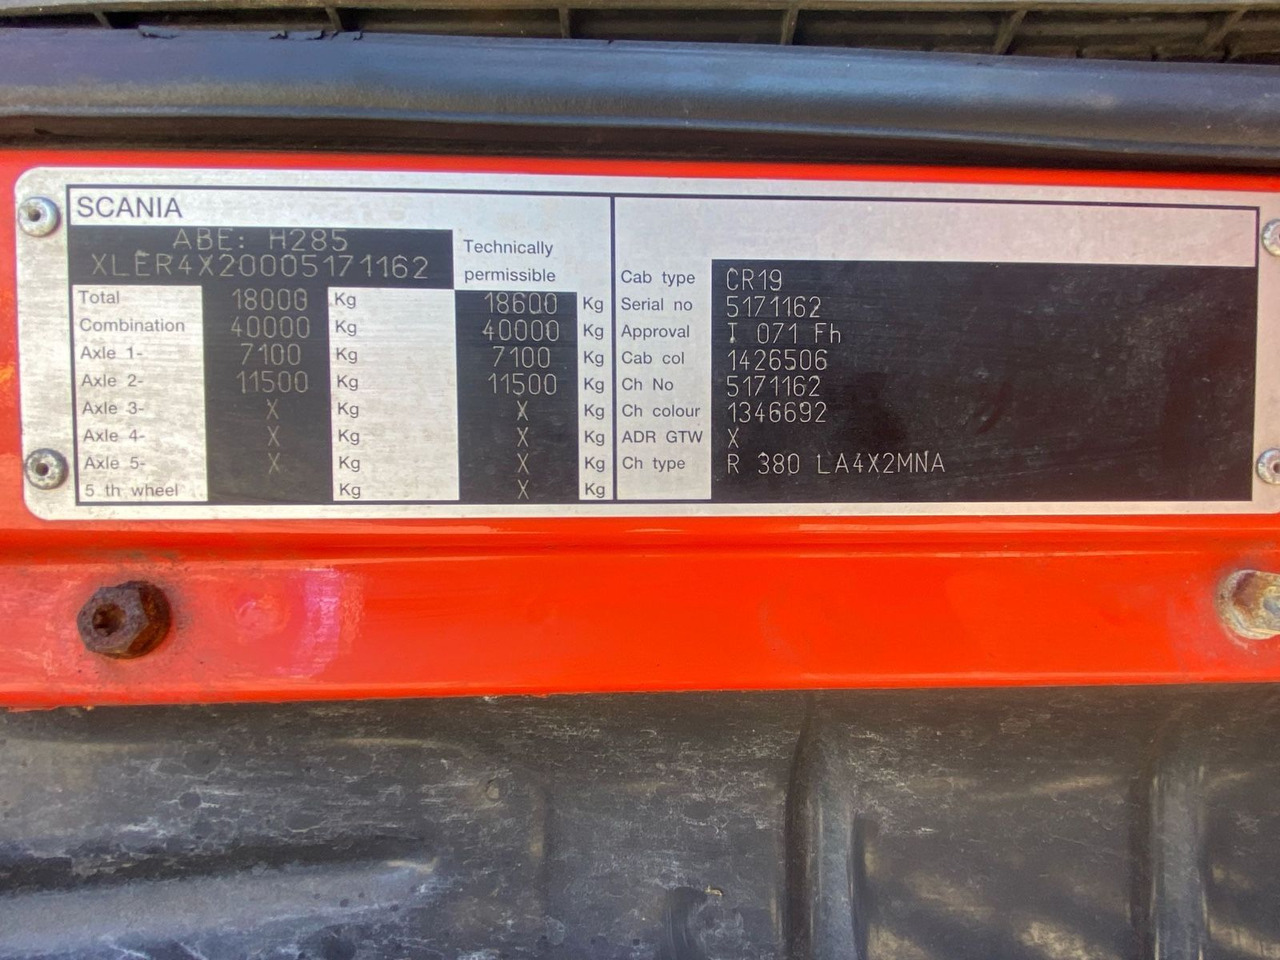 SCANIA
ABE: H285
XLER4X20005171162
Technically
permissible
Total 18000 Kg 18600 Kg
Combination 40000 Kg 40000 Kg
Axle 1- 7100 Kg 7100 Kg
Axle 2- 11500 Kg 11500 Kg
Axle 3- X Kg X Kg
Axle 4- X Kg X Kg
Axle 5- X Kg X Kg
5 th wheel Kg X Kg
Cab type CR19
Serial no 5171162
Approval T 071 Fh
Cab col 1426506
Ch No 5171162
Ch colour 1346692
ADR GTW X
Ch type R 380 LA4X2MNA